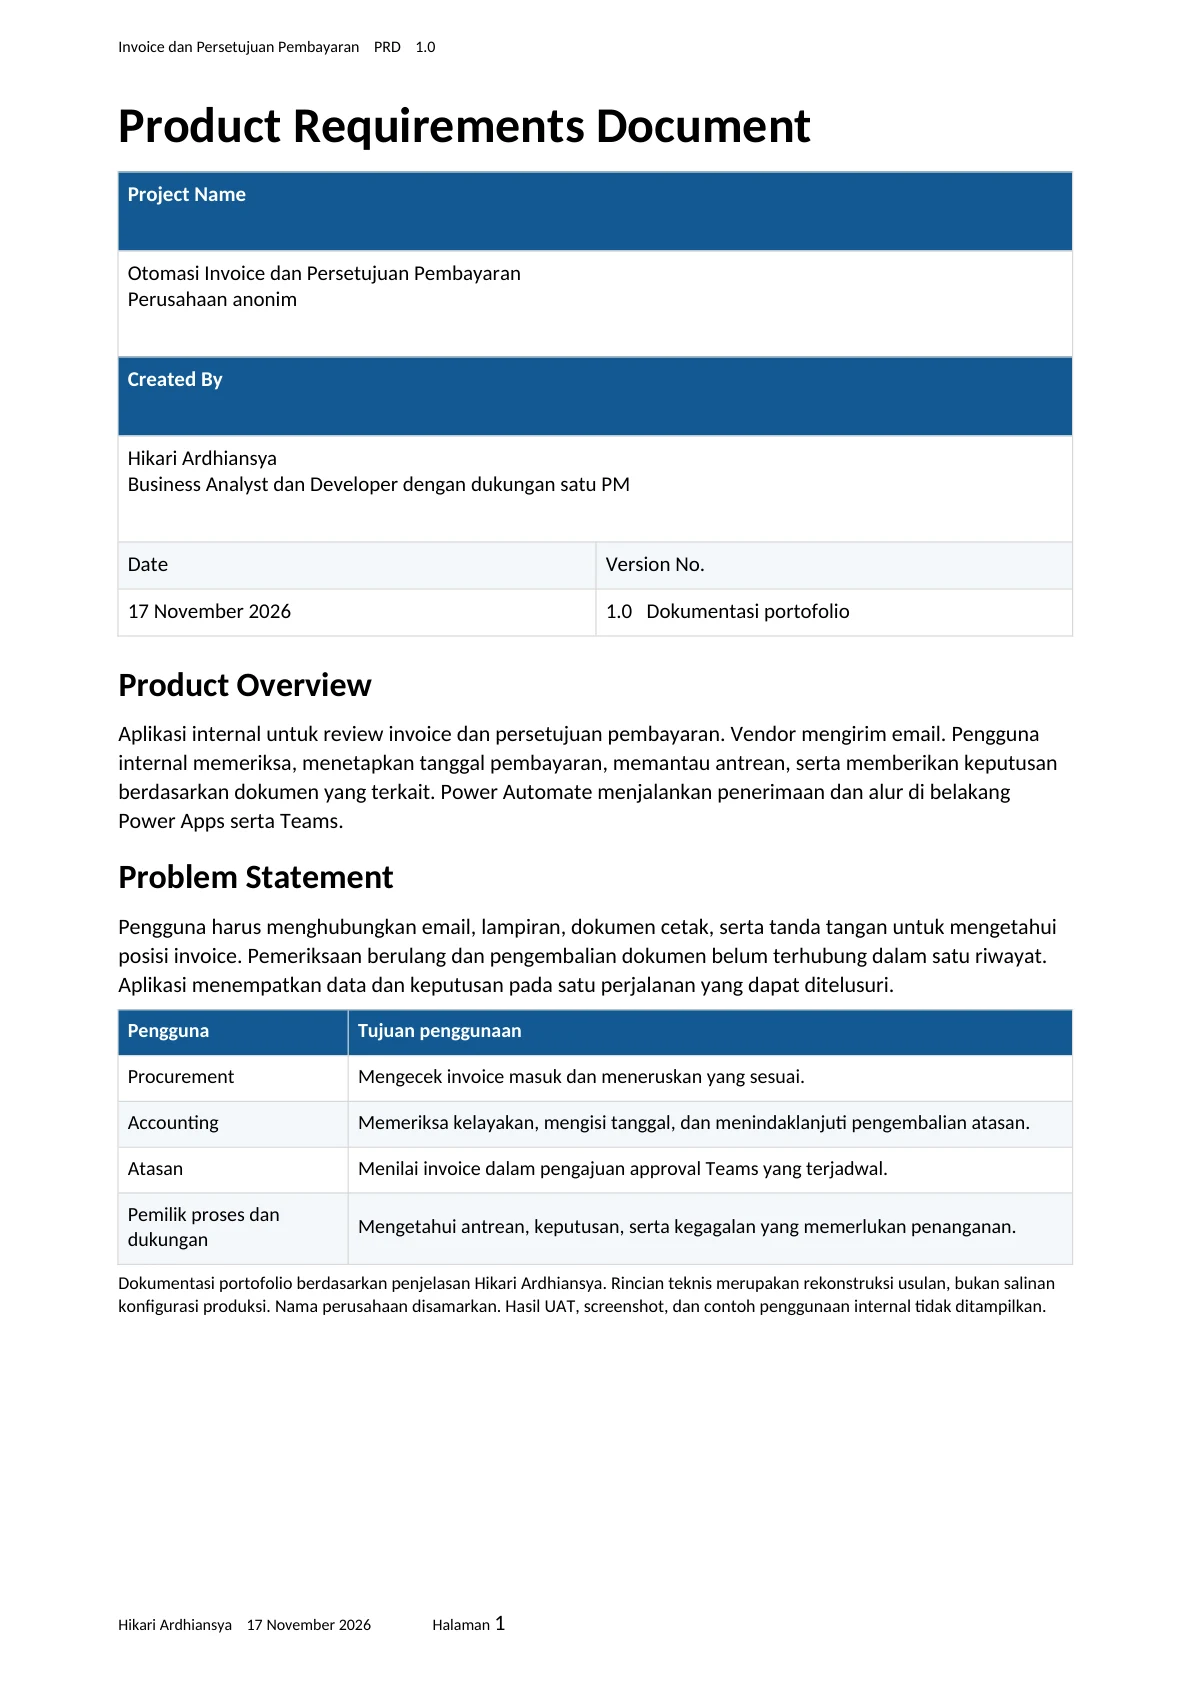 Invoice dan Persetujuan Pembayaran PRD 1.0
Product Requirements Document
Project Name
Otomasi Invoice dan Persetujuan Pembayaran
Perusahaan anonim
Created By
Hikari Ardhiansya
Business Analyst dan Developer dengan dukungan satu PM
Date Version No.
17 November 2026 1.0 Dokumentasi portofolio
Product Overview
Aplikasi internal untuk review invoice dan persetujuan pembayaran. Vendor mengirim email. Pengguna
internal memeriksa, menetapkan tanggal pembayaran, memantau antrean, serta memberikan keputusan
berdasarkan dokumen yang terkait. Power Automate menjalankan penerimaan dan alur di belakang
Power Apps serta Teams.
Problem Statement
Pengguna harus menghubungkan email, lampiran, dokumen cetak, serta tanda tangan untuk mengetahui
posisi invoice. Pemeriksaan berulang dan pengembalian dokumen belum terhubung dalam satu riwayat.
Aplikasi menempatkan data dan keputusan pada satu perjalanan yang dapat ditelusuri.
Pengguna Tujuan penggunaan
Procurement Mengecek invoice masuk dan meneruskan yang sesuai.
Accounting Memeriksa kelayakan, mengisi tanggal, dan menindaklanjuti pengembalian atasan.
Atasan Menilai invoice dalam pengajuan approval Teams yang terjadwal.
Pemilik proses dan
dukungan Mengetahui antrean, keputusan, serta kegagalan yang memerlukan penanganan.
Dokumentasi portofolio berdasarkan penjelasan Hikari Ardhiansya. Rincian teknis merupakan rekonstruksi usulan, bukan salinan
konfigurasi produksi. Nama perusahaan disamarkan. Hasil UAT, screenshot, dan contoh penggunaan internal tidak ditampilkan.
Hikari Ardhiansya 17 November 2026 Halaman 1